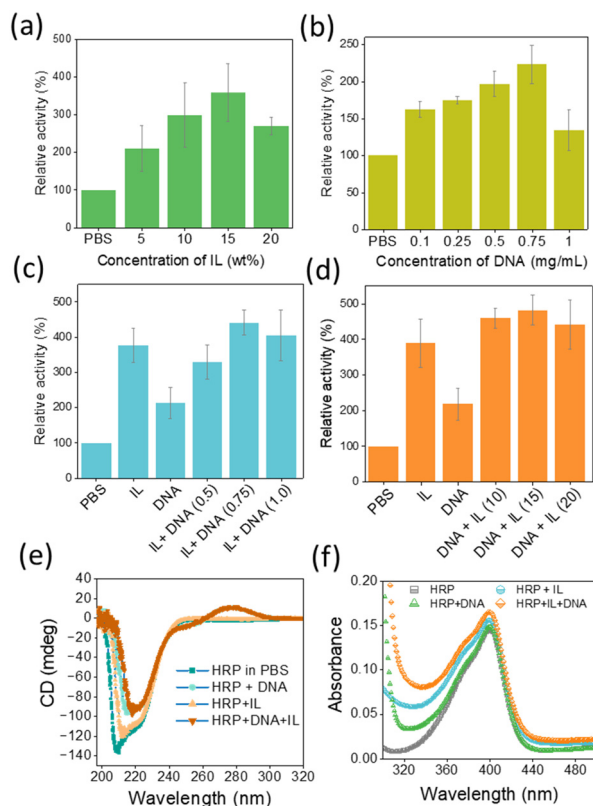 (a)
Relative activity (%)
500
400
300
200
100
0
PBS 5 10 15 20
Concentration of IL (wt%)
(b)
Relative activity (%)
250
200
150
100
50
0
PBS 0.1 0.25 0.5 0.75 1
Concentration of DNA (mg/mL)
(c)
Relative activity (%)
400
300
200
100
0
PBS
IL
DNA
IL+ DNA (0.5)
IL+ DNA (0.75)
IL+ DNA (1.0)
(d)
Relative activity (%)
500
400
300
200
100
0
PBS
IL
DNA
DNA + IL (10)
DNA + IL (15)
DNA + IL (20)
(e)
CD (mdeg)
20
0
-20
-40
-60
-80
-100
-120
-140
HRP in PBS
HRP + DNA
HRP+IL
HRP+DNA+IL
200 220 240 260 280 300 320
Wavelength (nm)
(f)
Absorbance
0.20
0.15
0.10
0.05
0.00
HRP
HRP + IL
HRP+DNA
HRP+IL+DNA
300 350 400 450 500
Wavelength (nm)